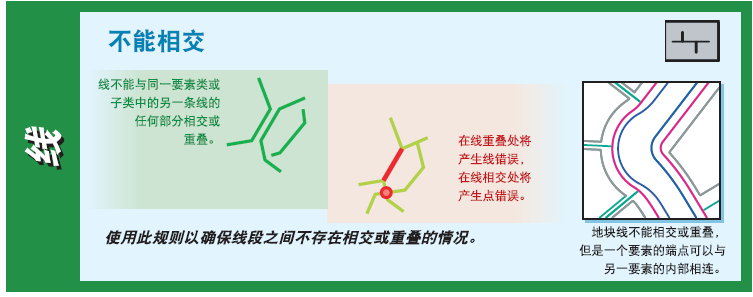 线
不能相交
线不能与同一要素类或
子类中的另一条线的
任何部分相交或
重叠。
在线重叠处将
产生线错误，
在线相交处将
产生点错误。
使用此规则以确保线段之间不存在相交或重叠的情况。
地块线不能相交或重叠，
但是一个要素的端点可以与
另一要素的内部相连。